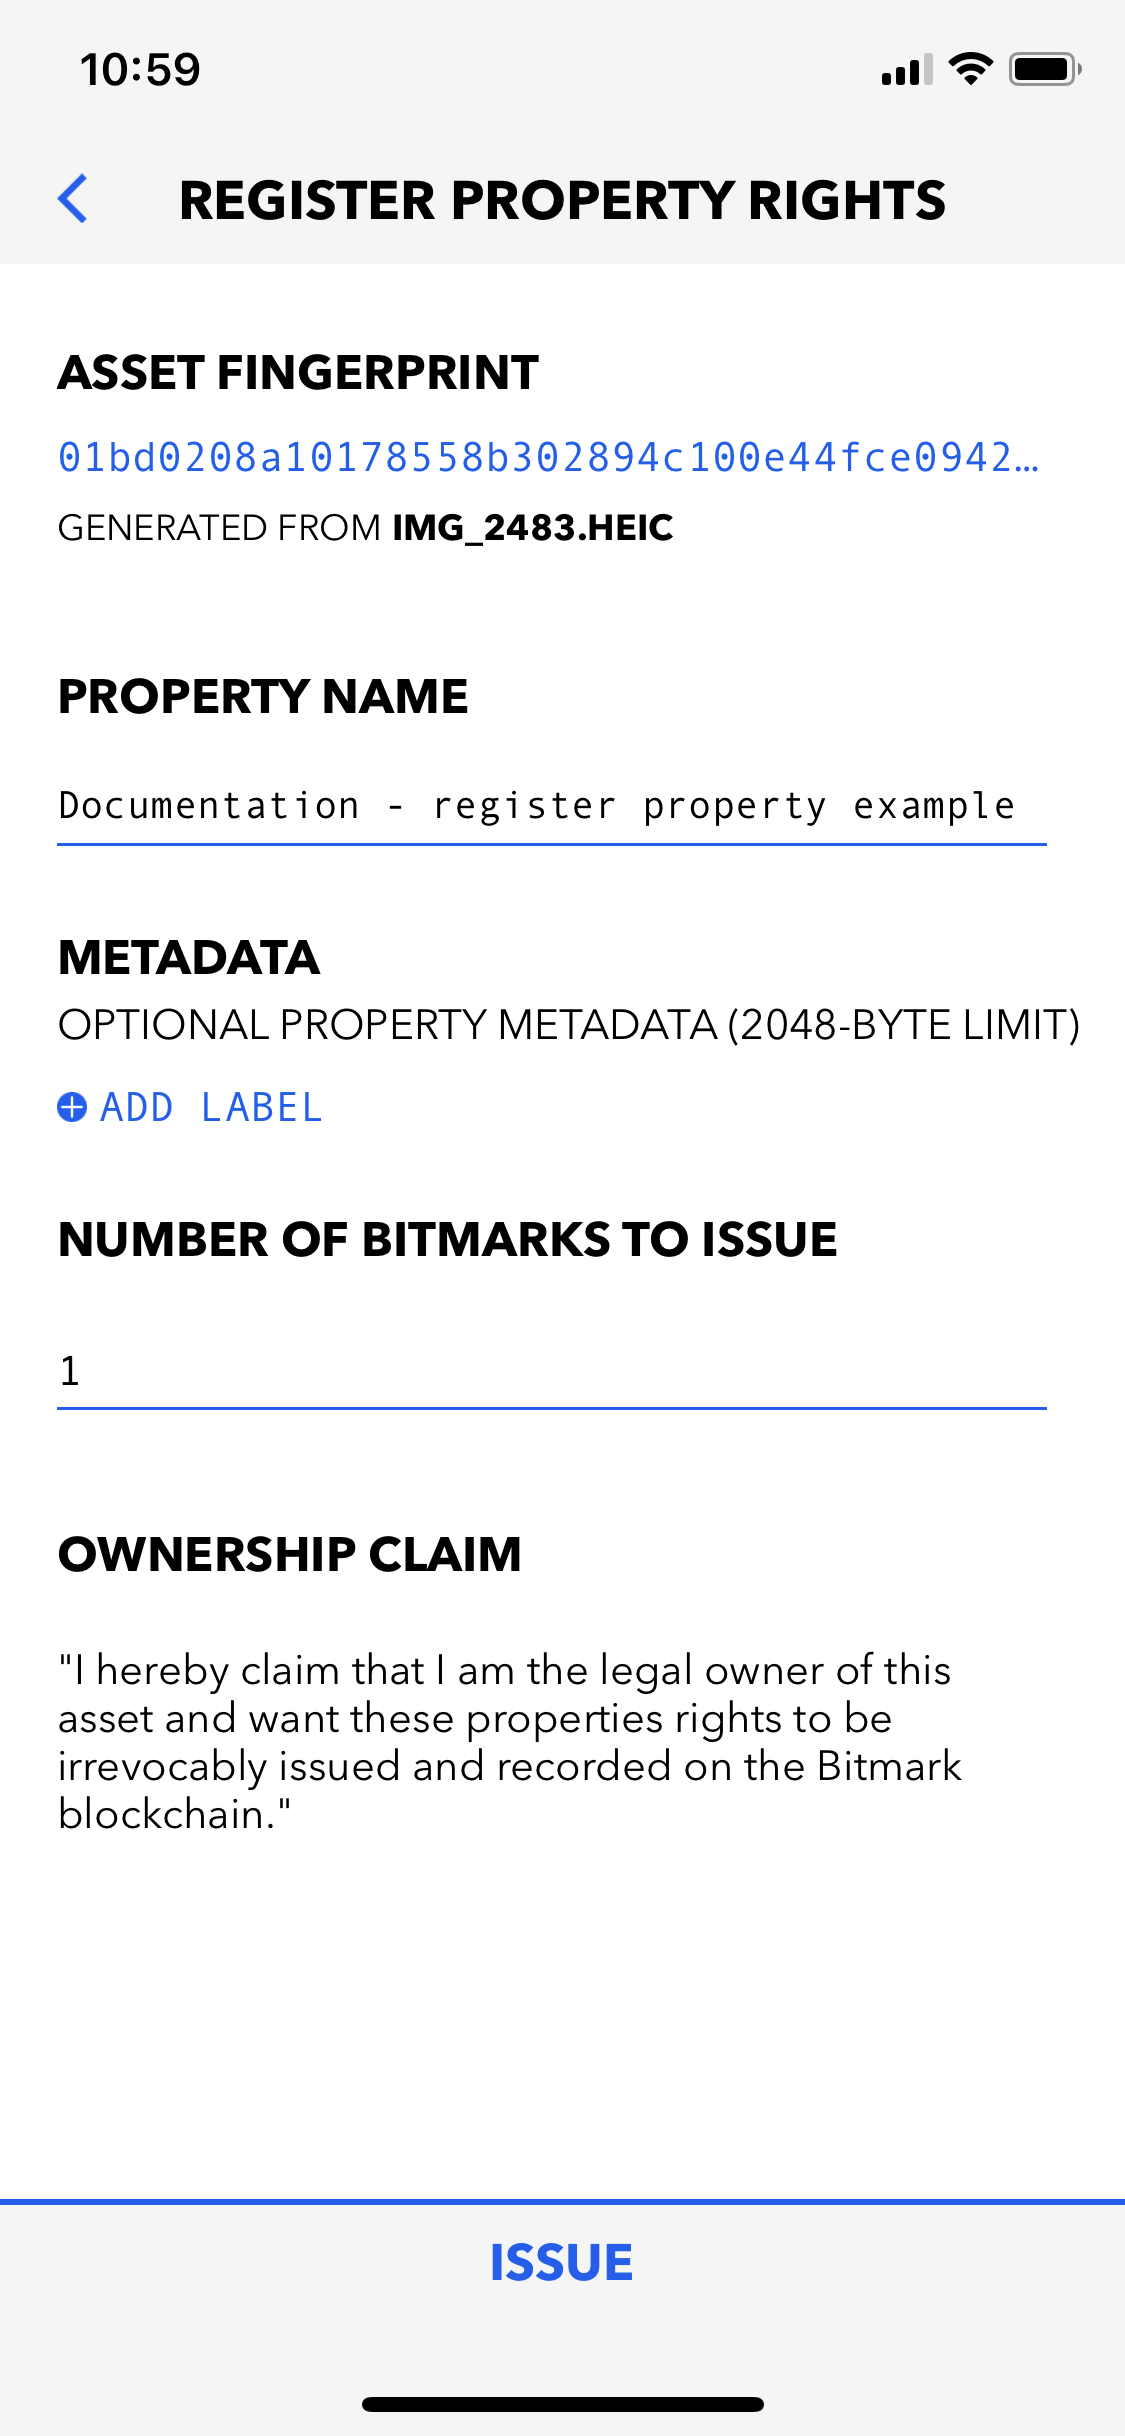 10:59
REGISTER PROPERTY RIGHTS
ASSET FINGERPRINT
01bd0208a10178558b302894c100e44fce0942…
GENERATED FROM IMG_2483.HEIC
PROPERTY NAME
Documentation - register property example
METADATA
OPTIONAL PROPERTY METADATA (2048-BYTE LIMIT)
ADD LABEL
NUMBER OF BITMARKS TO ISSUE
1
OWNERSHIP CLAIM
"I hereby claim that I am the legal owner of this
asset and want these properties rights to be
irrevocably issued and recorded on the Bitmark
blockchain."
ISSUE